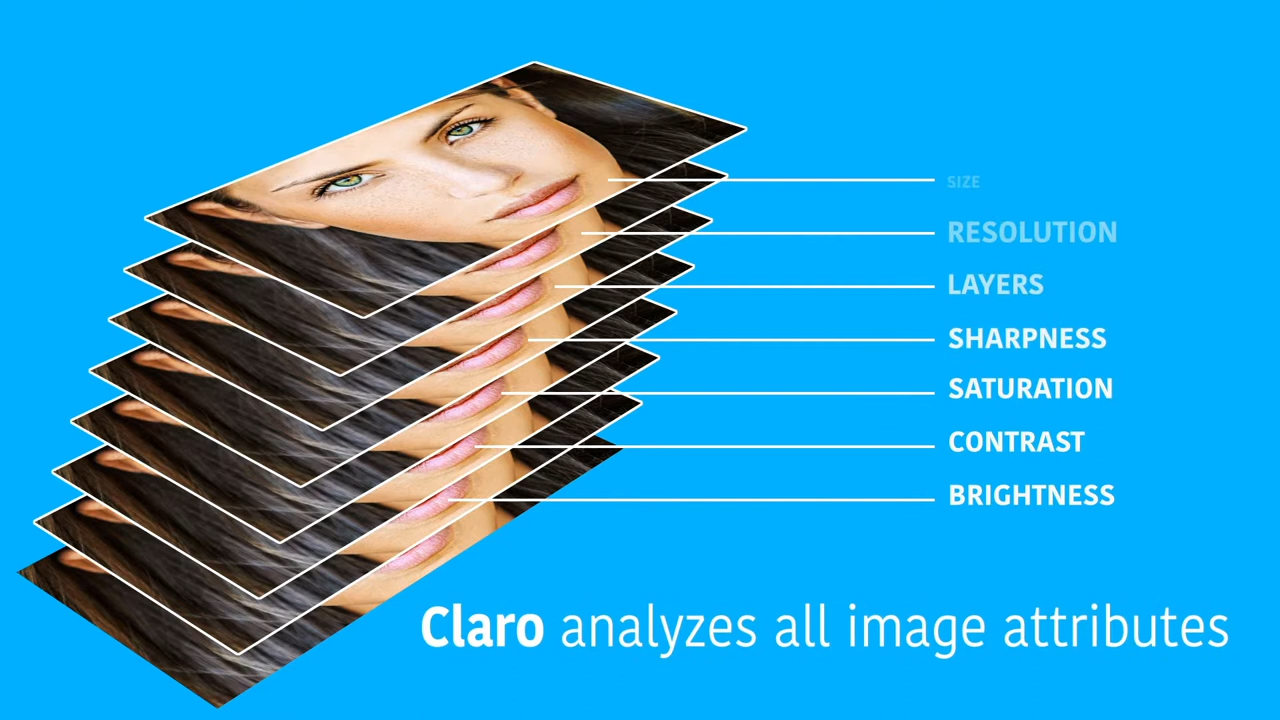 SIZE
RESOLUTION
LAYERS
SHARPNESS
SATURATION
CONTRAST
BRIGHTNESS
Claro analyzes all image attributes